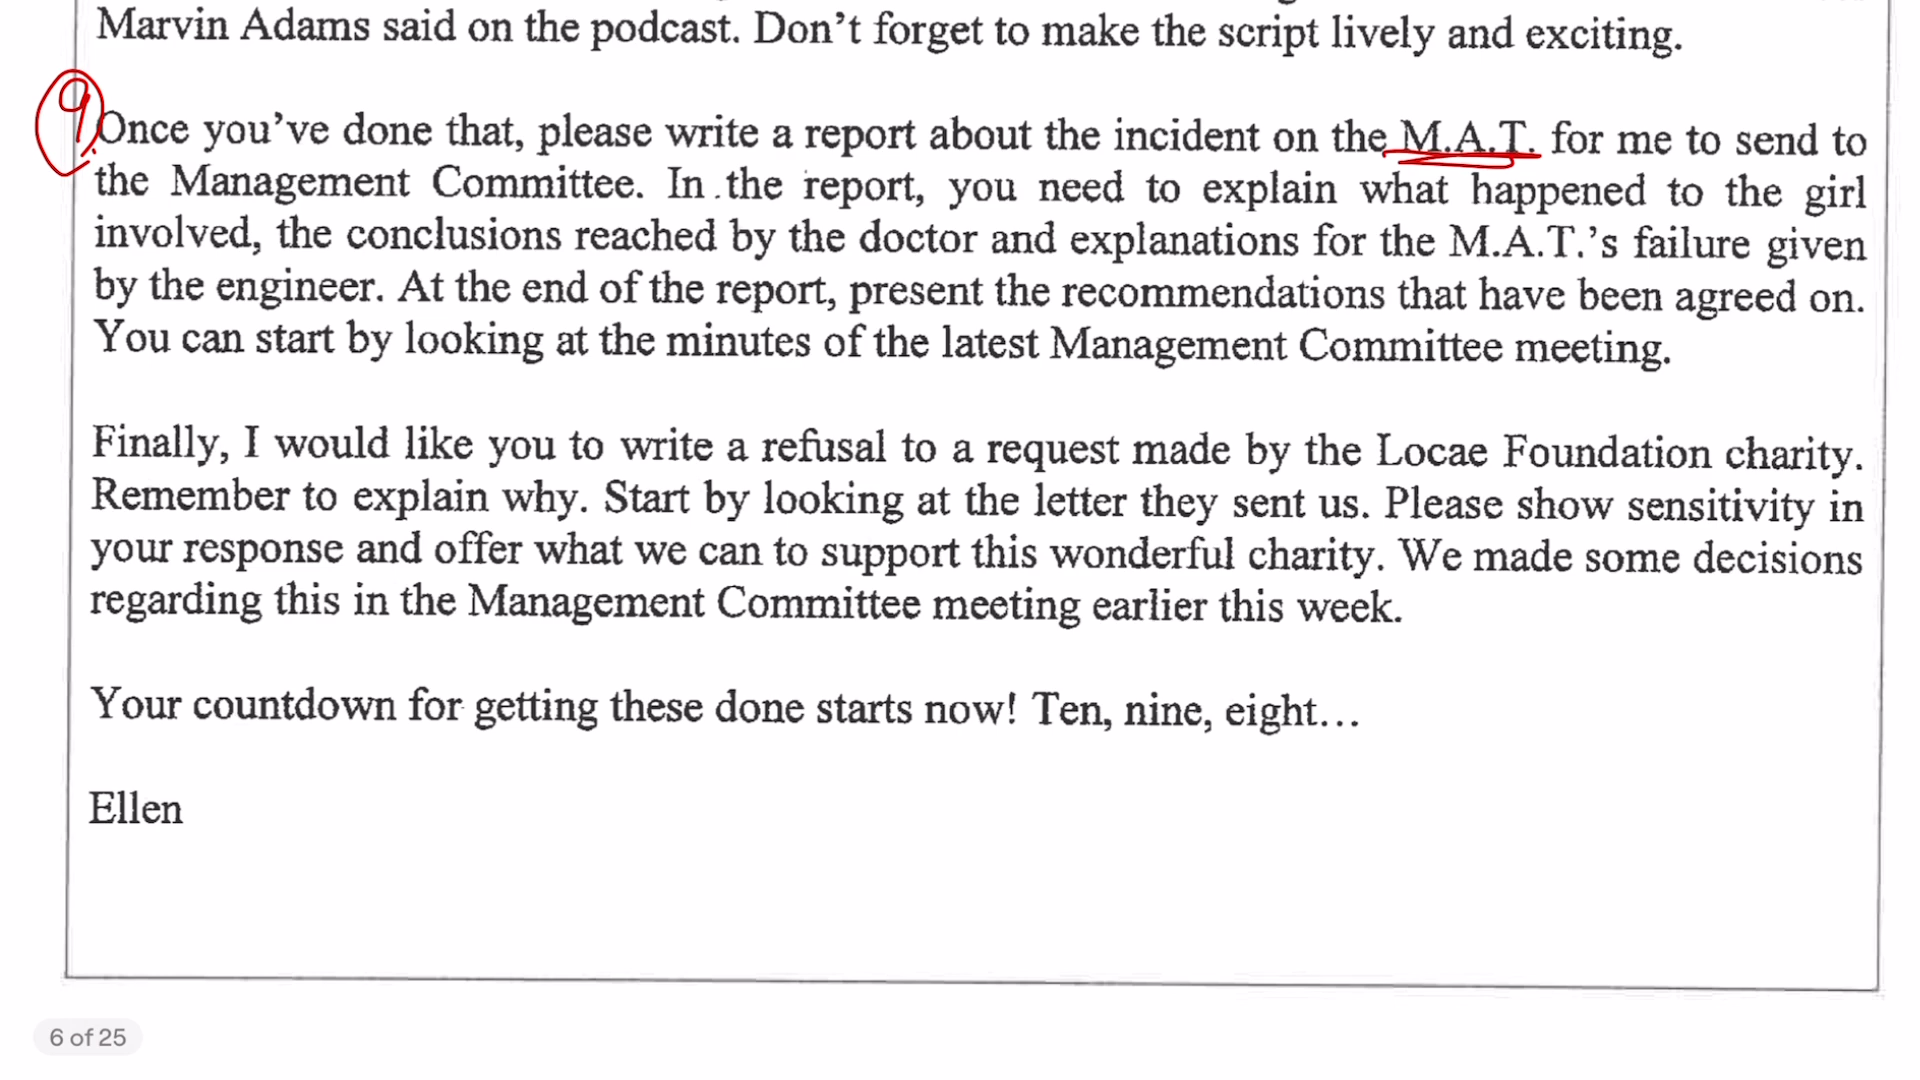 Marvin Adams said on the podcast. Don't forget to make the script lively and exciting.
9
Once you've done that, please write a report about the incident on the M.A.T. for me to send to
the Management Committee. In the report, you need to explain what happened to the girl
involved, the conclusions reached by the doctor and explanations for the M.A.T.'s failure given
by the engineer. At the end of the report, present the recommendations that have been agreed on.
You can start by looking at the minutes of the latest Management Committee meeting.
Finally, I would like you to write a refusal to a request made by the Locae Foundation charity.
Remember to explain why. Start by looking at the letter they sent us. Please show sensitivity in
your response and offer what we can to support this wonderful charity. We made some decisions
regarding this in the Management Committee meeting earlier this week.
Your countdown for getting these done starts now! Ten, nine, eight...
Ellen
6 of 25